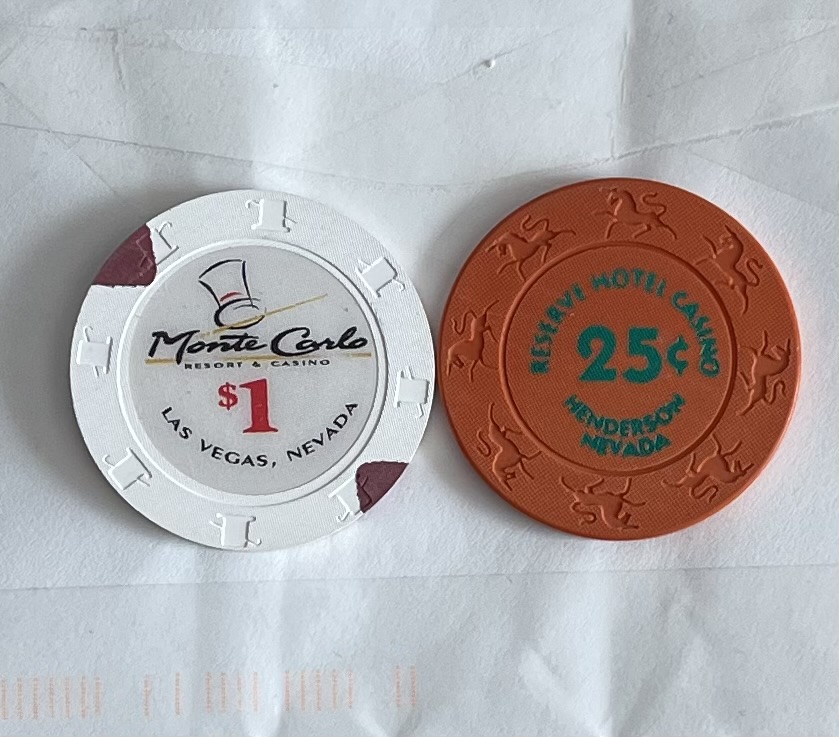 Monte Carlo
RESORT & CASINO
$1
LAS VEGAS, NEVADA
RESERVE HOTEL CASINO
25¢
HENDERSON
NEVADA